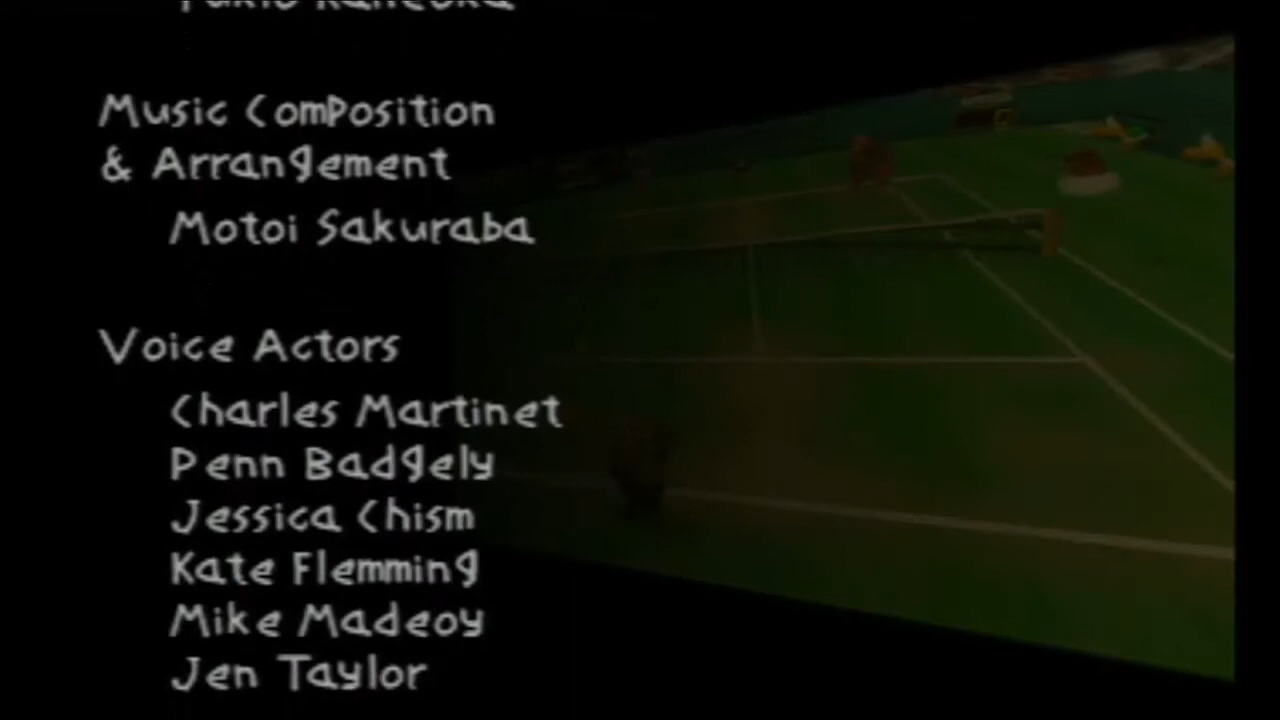 Music Composition
& Arrangement
Motoi Sakuraba
Voice Actors
Charles Martinet
Penn Badgely
Jessica Chism
Kate Flemming
Mike Madeoy
Jen Taylor